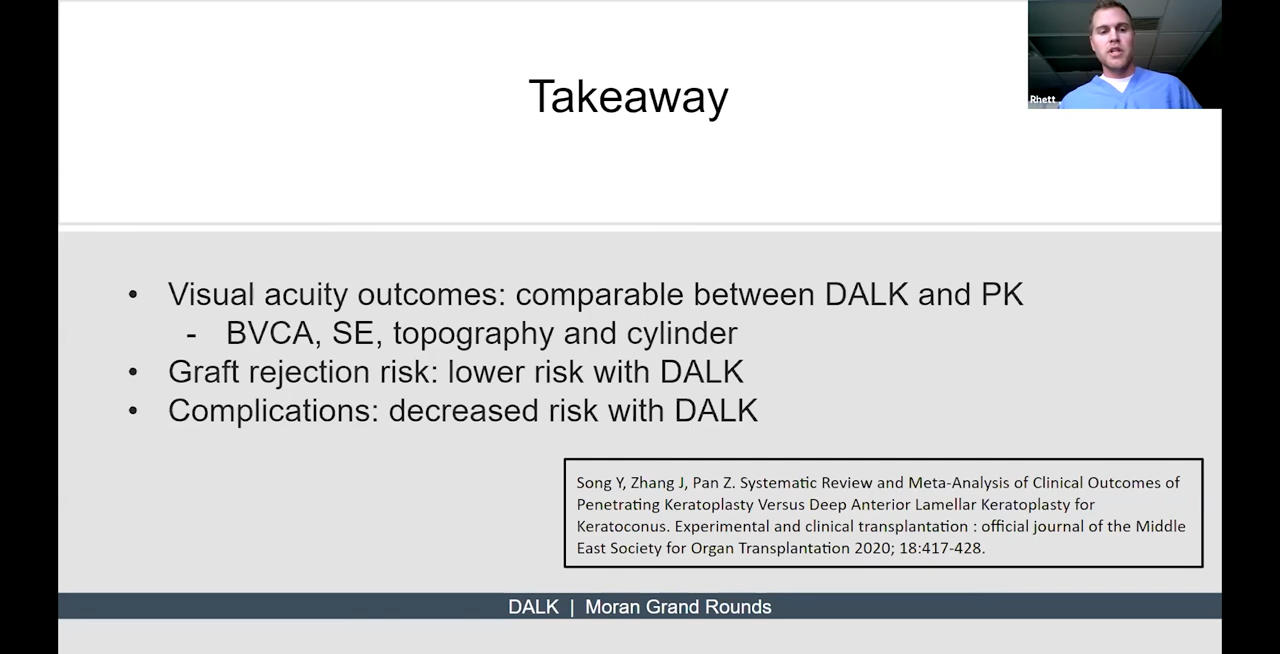 Takeaway
Rhett
• Visual acuity outcomes: comparable between DALK and PK
- BVCA, SE, topography and cylinder
• Graft rejection risk: lower risk with DALK
• Complications: decreased risk with DALK
Song Y, Zhang J, Pan Z. Systematic Review and Meta-Analysis of Clinical Outcomes of
Penetrating Keratoplasty Versus Deep Anterior Lamellar Keratoplasty for
Keratoconus. Experimental and clinical transplantation : official journal of the Middle
East Society for Organ Transplantation 2020; 18:417-428.
DALK | Moran Grand Rounds